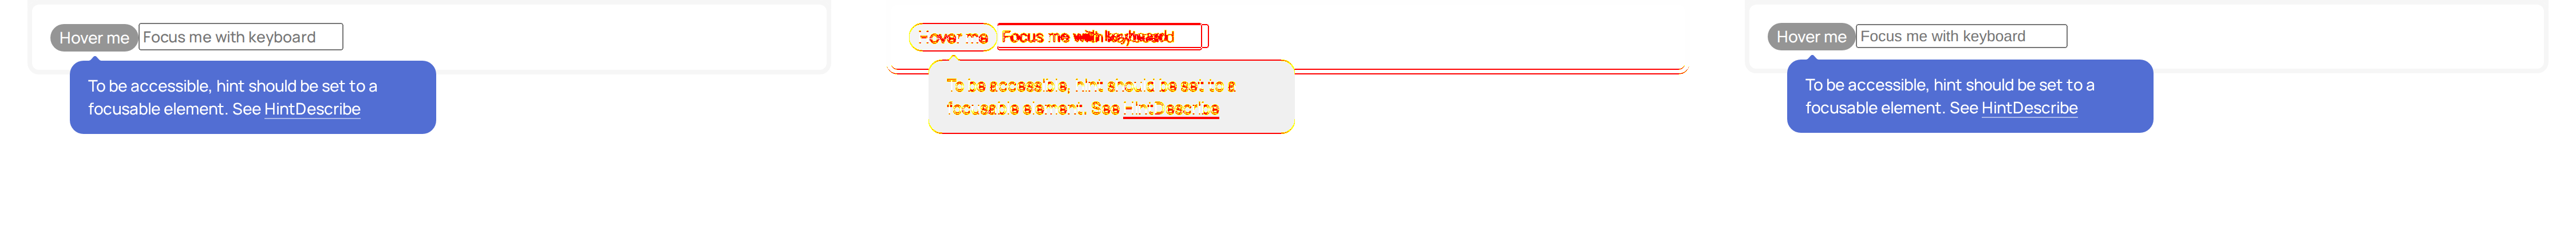 Hover me Focus me with keyboard
To be accessible, hint should be set to a
focusable element. See HintDescribe
Hover me Focus me with keyboard
To be accessible, hint should be set to a
focusable element. See HintDescribe
Hover me Focus me with keyboard
To be accessible, hint should be set to a
focusable element. See HintDescribe